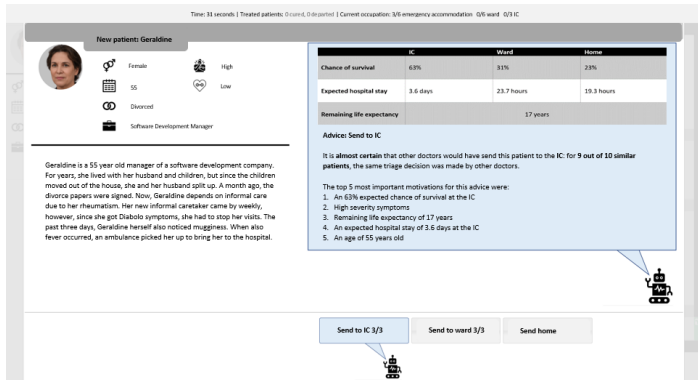 Time: 31 seconds | Treated patients: 0 cured, 0 departed | Current occupation: 3/6 emergency accommodation 0/6 ward 0/3 IC
New patient: Geraldine
Female High
55 Low
Divorced
Software Development Manager
Geraldine is a 55 year old manager of a software development company.
For years, she lived with her husband and children, but since the children
moved out of the house, she and her husband split up. A month ago, the
divorce papers were signed. Now, Geraldine depends on informal care
due to her rheumatism. Her new informal caretaker came by weekly,
however, since she got Diabolo symptoms, she had to stop her visits. The
past three days, Geraldine herself also noticed mugginess. When also
fever occurred, an ambulance picked her up to bring her to the hospital.
IC Ward Home
Chance of survival 63% 31% 23%
Expected hospital stay 3.6 days 23.7 hours 19.3 hours
Remaining life expectancy 17 years
Advice: Send to IC
It is almost certain that other doctors would have send this patient to the IC: for 9 out of 10 similar
patients, the same triage decision was made by other doctors.
The top 5 most important motivations for this advice were:
1. An 63% expected chance of survival at the IC
2. High severity symptoms
3. Remaining life expectancy of 17 years
4. An expected hospital stay of 3.6 days at the IC
5. An age of 55 years old
Send to IC 3/3 Send to ward 3/3 Send home